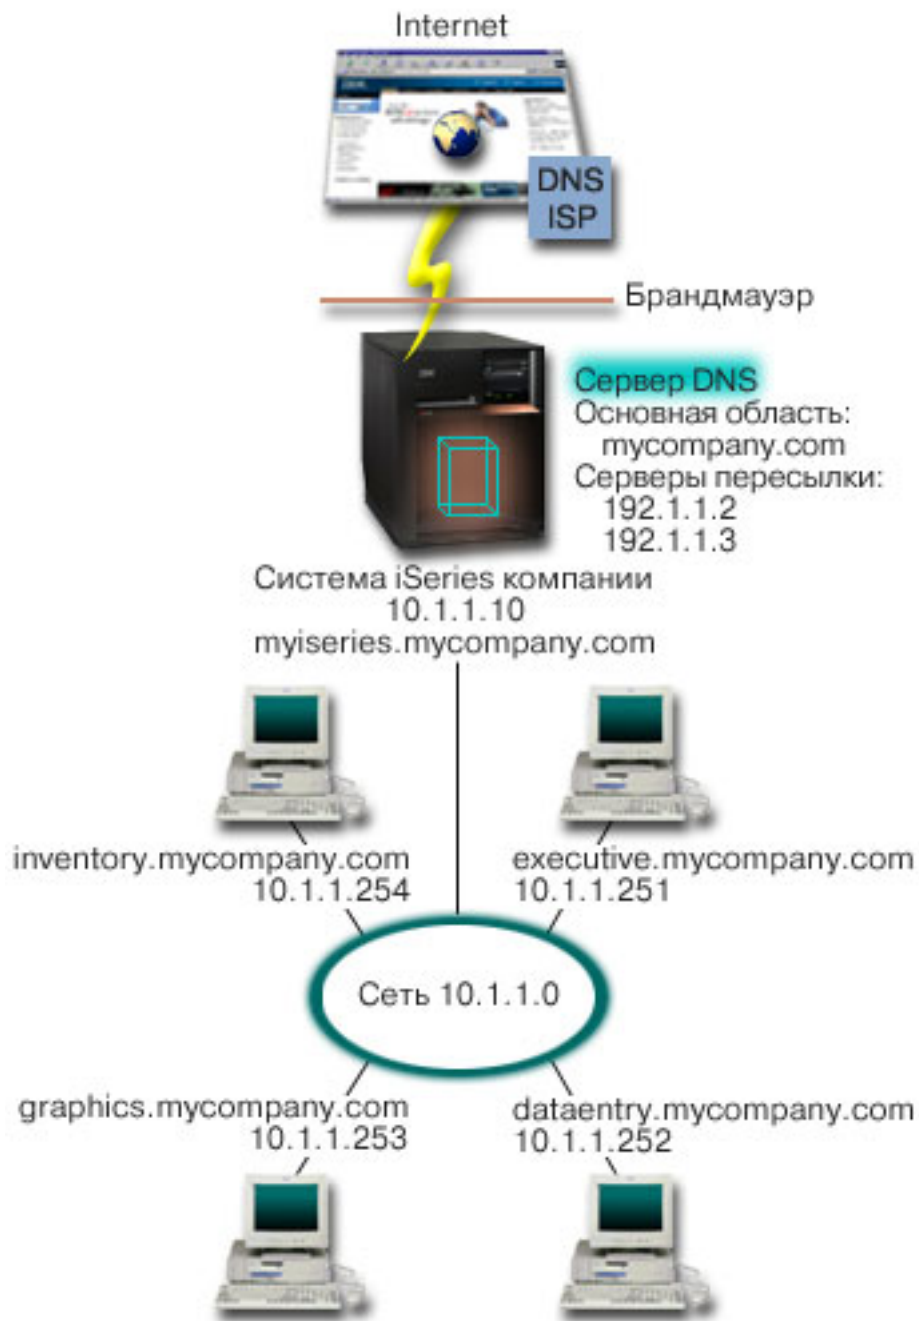 Internet
DNS
ISP
Брандмауэр
Сервер DNS
Основная область:
mycompany.com
Серверы пересылки:
192.1.1.2
192.1.1.3
Система iSeries компании
10.1.1.10
myiseries.mycompany.com
inventory.mycompany.com
10.1.1.254
executive.mycompany.com
10.1.1.251
Сеть 10.1.1.0
graphics.mycompany.com
10.1.1.253
dataentry.mycompany.com
10.1.1.252